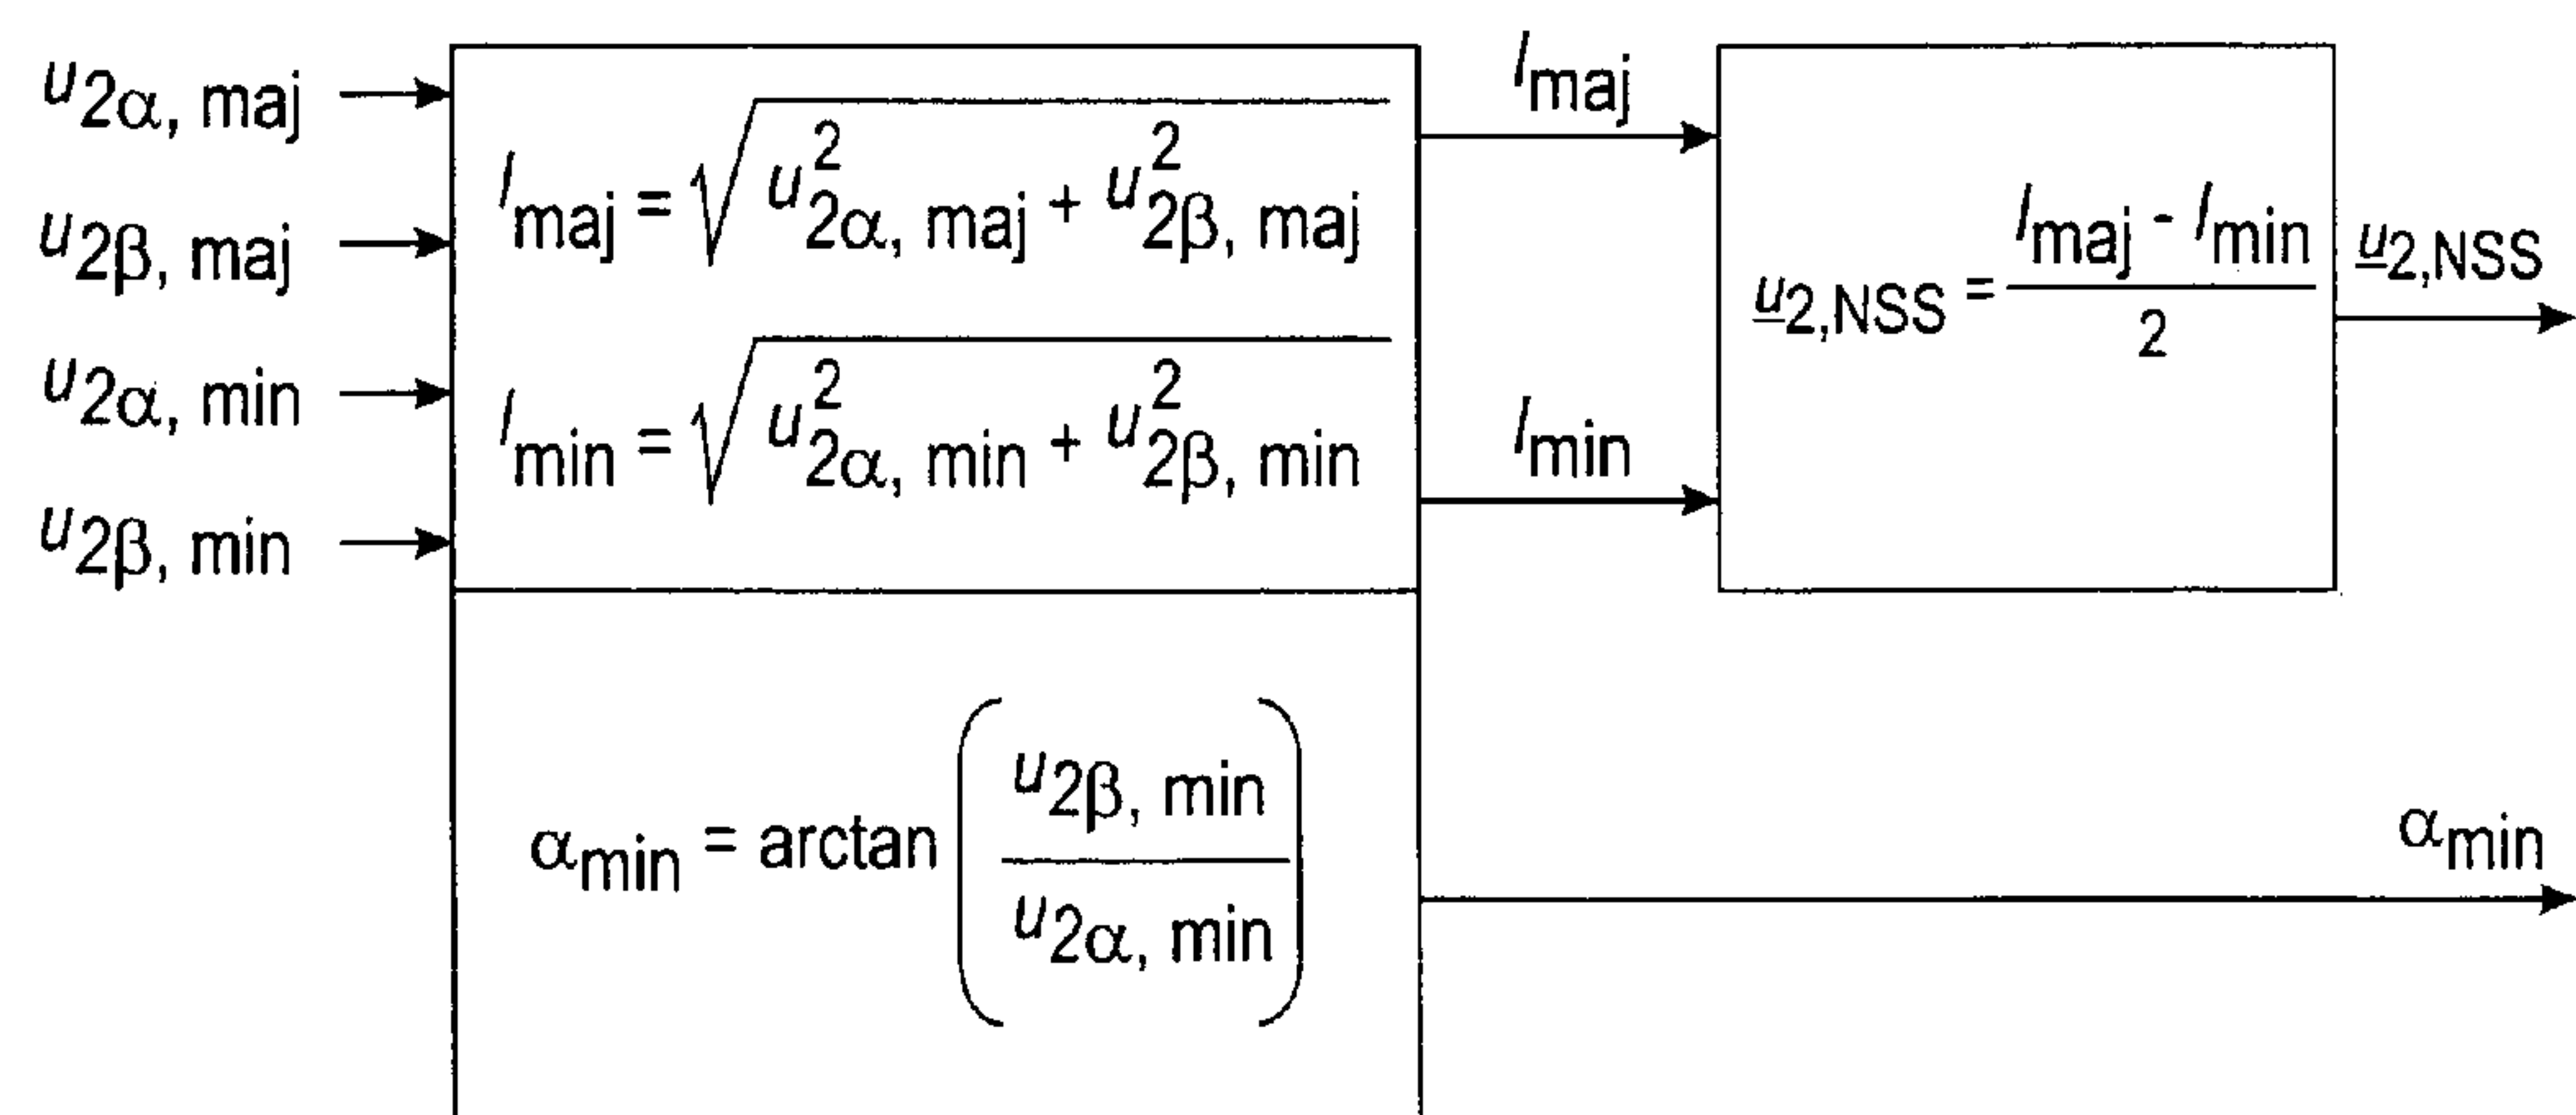 u2α, maj
u2β, maj
u2α, min
u2β, min
lmaj = √(u²2α, maj + u²2β, maj)
lmin = √(u²2α, min + u²2β, min)
αmin = arctan (u2β, min / u2α, min)
lmaj
lmin
u2,NSS = (lmaj - lmin) / 2
u2,NSS
αmin